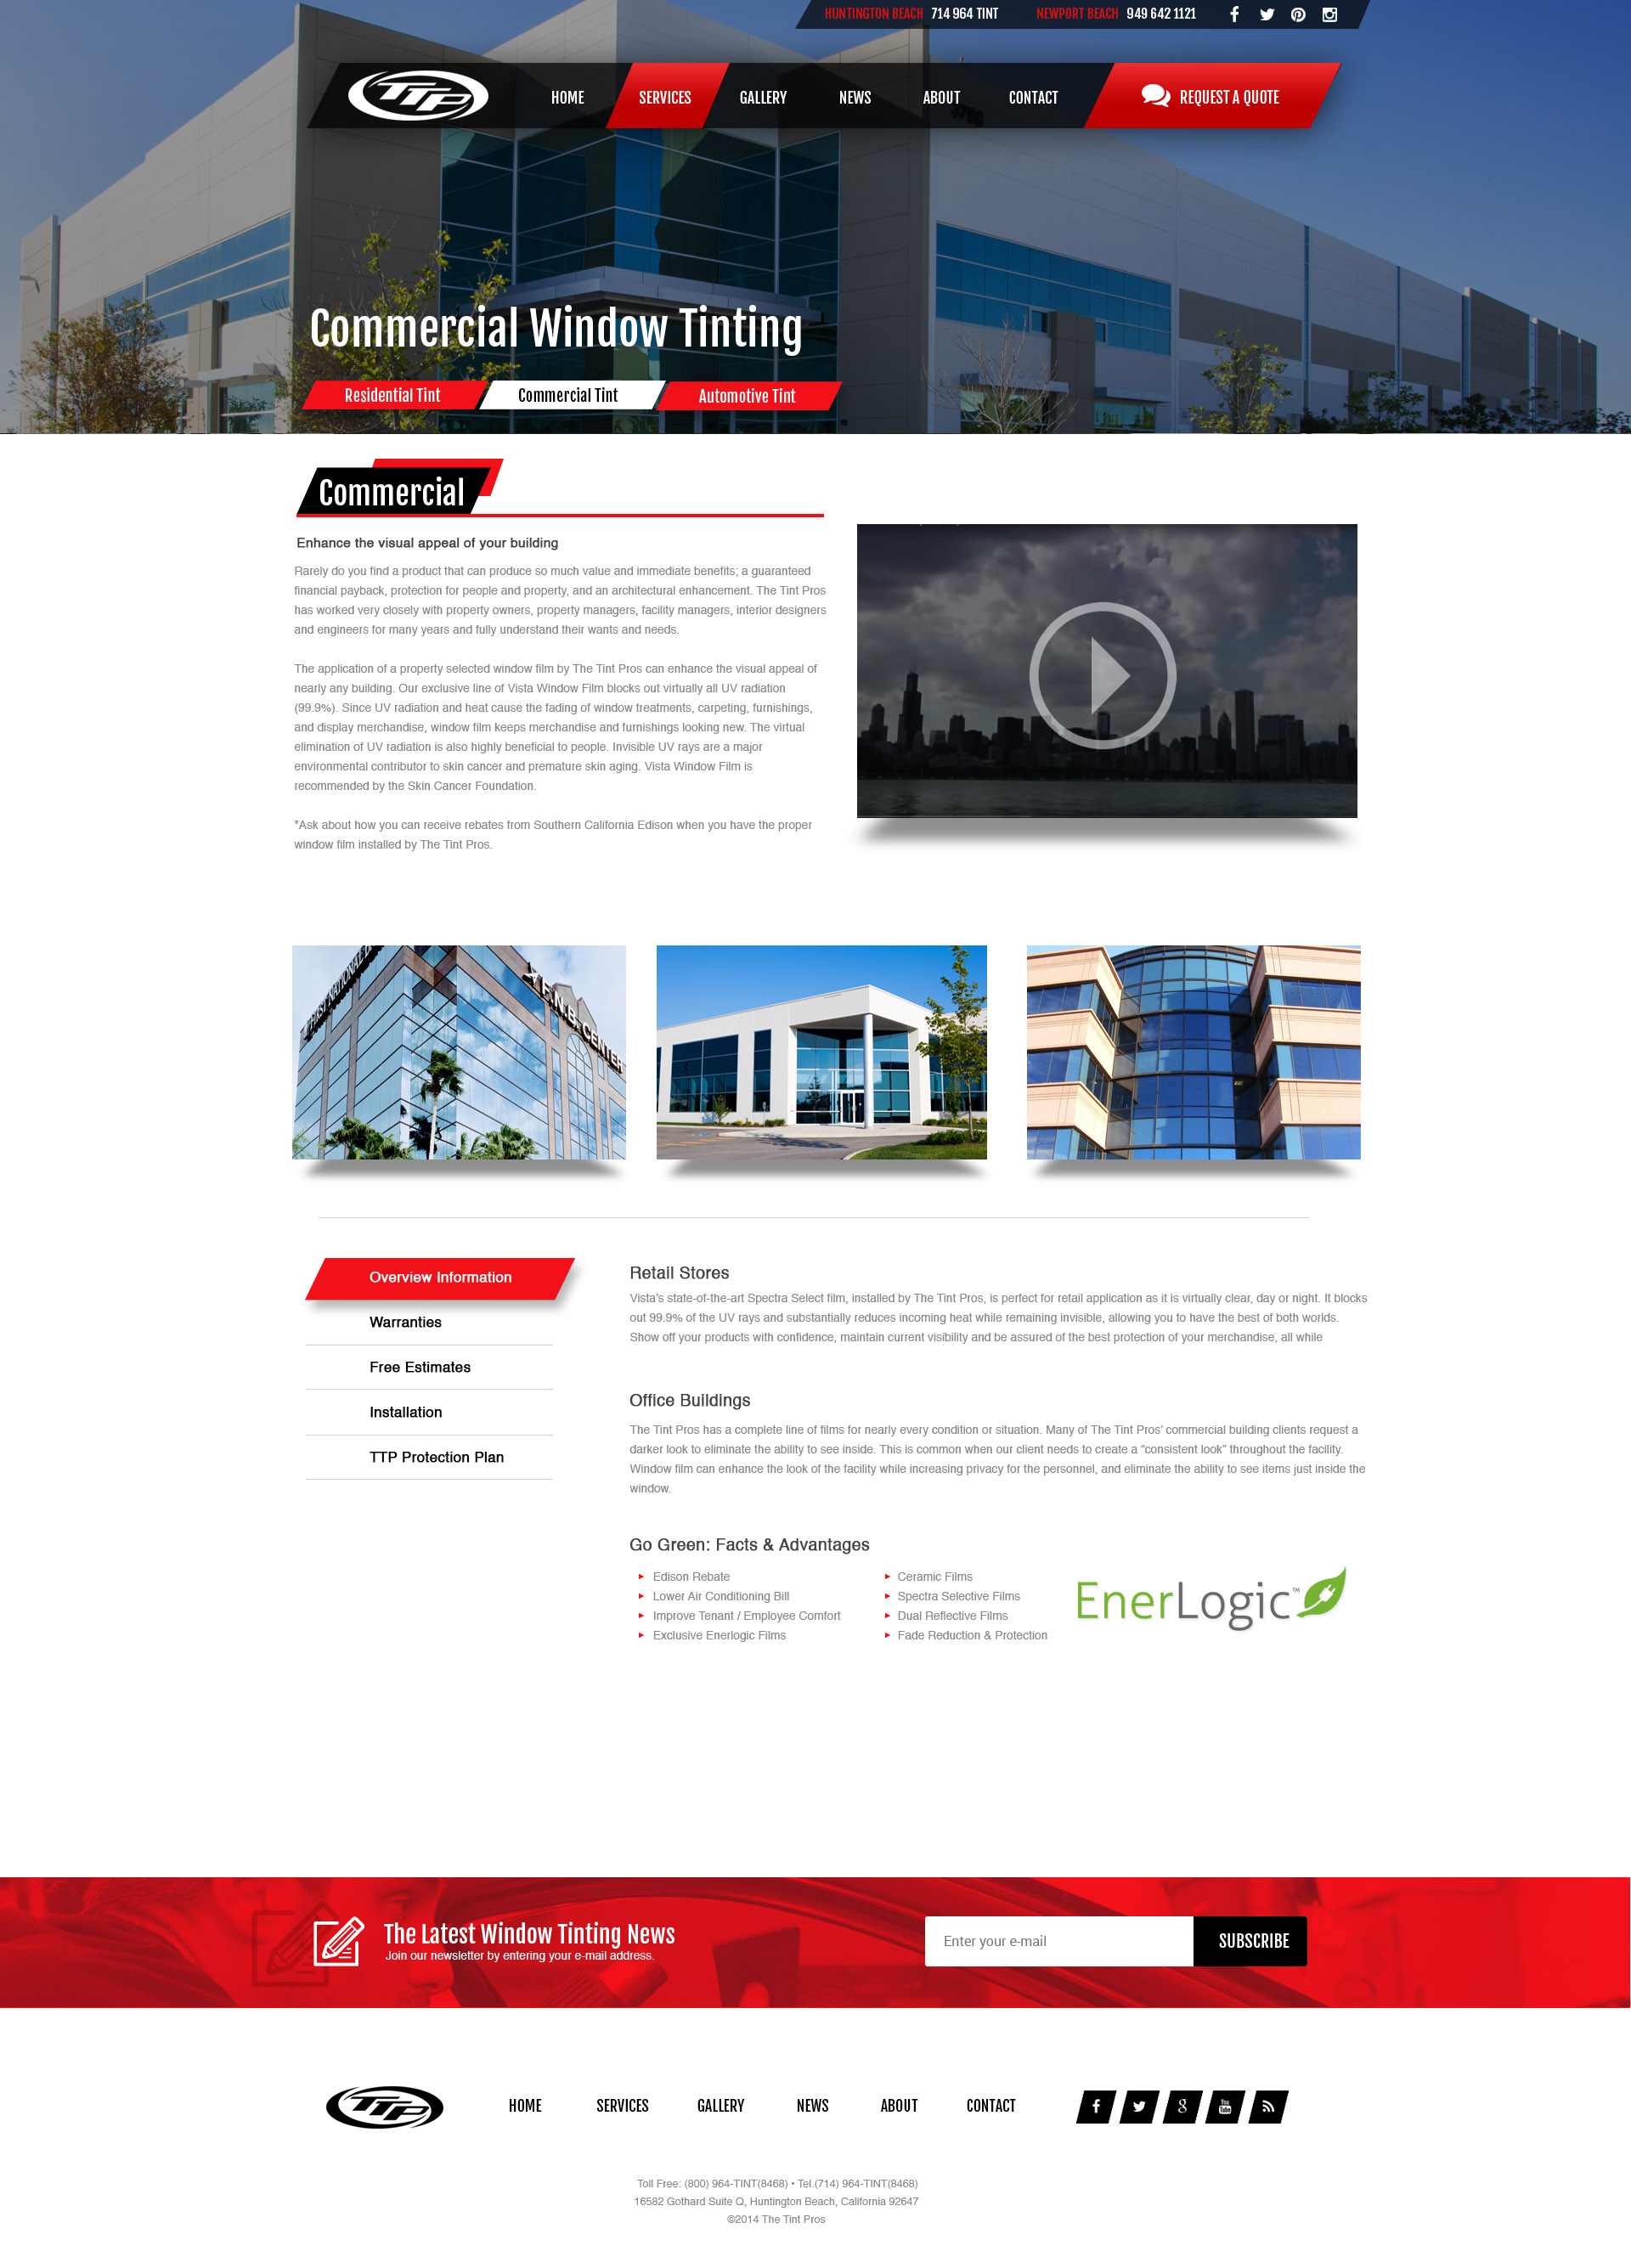 HUNTINGTON BEACH 714 964 TINT NEWPORT BEACH 949 642 1121
TTP HOME SERVICES GALLERY NEWS ABOUT CONTACT REQUEST A QUOTE
Commercial Window Tinting
Residential Tint Commercial Tint Automotive Tint
Commercial
Enhance the visual appeal of your building
Rarely do you find a product that can produce so much value and immediate benefits; a guaranteed
financial payback, protection for people and property, and an architectural enhancement. The Tint Pros
has worked very closely with property owners, property managers, facility managers, interior designers
and engineers for many years and fully understand their wants and needs.
The application of a property selected window film by The Tint Pros can enhance the visual appeal of
nearly any building. Our exclusive line of Vista Window Film blocks out virtually all UV radiation
(99.9%). Since UV radiation and heat cause the fading of window treatments, carpeting, furnishings,
and display merchandise, window film keeps merchandise and furnishings looking new. The virtual
elimination of UV radiation is also highly beneficial to people. Invisible UV rays are a major
environmental contributor to skin cancer and premature skin aging. Vista Window Film is
recommended by the Skin Cancer Foundation.
*Ask about how you can receive rebates from Southern California Edison when you have the proper
window film installed by The Tint Pros.
FIRST NATIONAL
F.N.B. CENTER
Overview Information
Warranties
Free Estimates
Installation
TTP Protection Plan
Retail Stores
Vista's state-of-the-art Spectra Select film, installed by The Tint Pros, is perfect for retail application as it is virtually clear, day or night. It blocks
out 99.9% of the UV rays and substantially reduces incoming heat while remaining invisible, allowing you to have the best of both worlds.
Show off your products with confidence, maintain current visibility and be assured of the best protection of your merchandise, all while
Office Buildings
The Tint Pros has a complete line of films for nearly every condition or situation. Many of The Tint Pros' commercial building clients request a
darker look to eliminate the ability to see inside. This is common when our client needs to create a “consistent look” throughout the facility.
Window film can enhance the look of the facility while increasing privacy for the personnel, and eliminate the ability to see items just inside the
window.
Go Green: Facts & Advantages
Edison Rebate
Lower Air Conditioning Bill
Improve Tenant / Employee Comfort
Exclusive Enerlogic Films
Ceramic Films
Spectra Selective Films
Dual Reflective Films
Fade Reduction & Protection
EnerLogic™
The Latest Window Tinting News
Join our newsletter by entering your e-mail address.
Enter your e-mail SUBSCRIBE
TTP HOME SERVICES GALLERY NEWS ABOUT CONTACT
You Tube
Toll Free: (800) 964-TINT(8468) • Tel.(714) 964-TINT(8468)
16582 Gothard Suite Q, Huntington Beach, California 92647
©2014 The Tint Pros